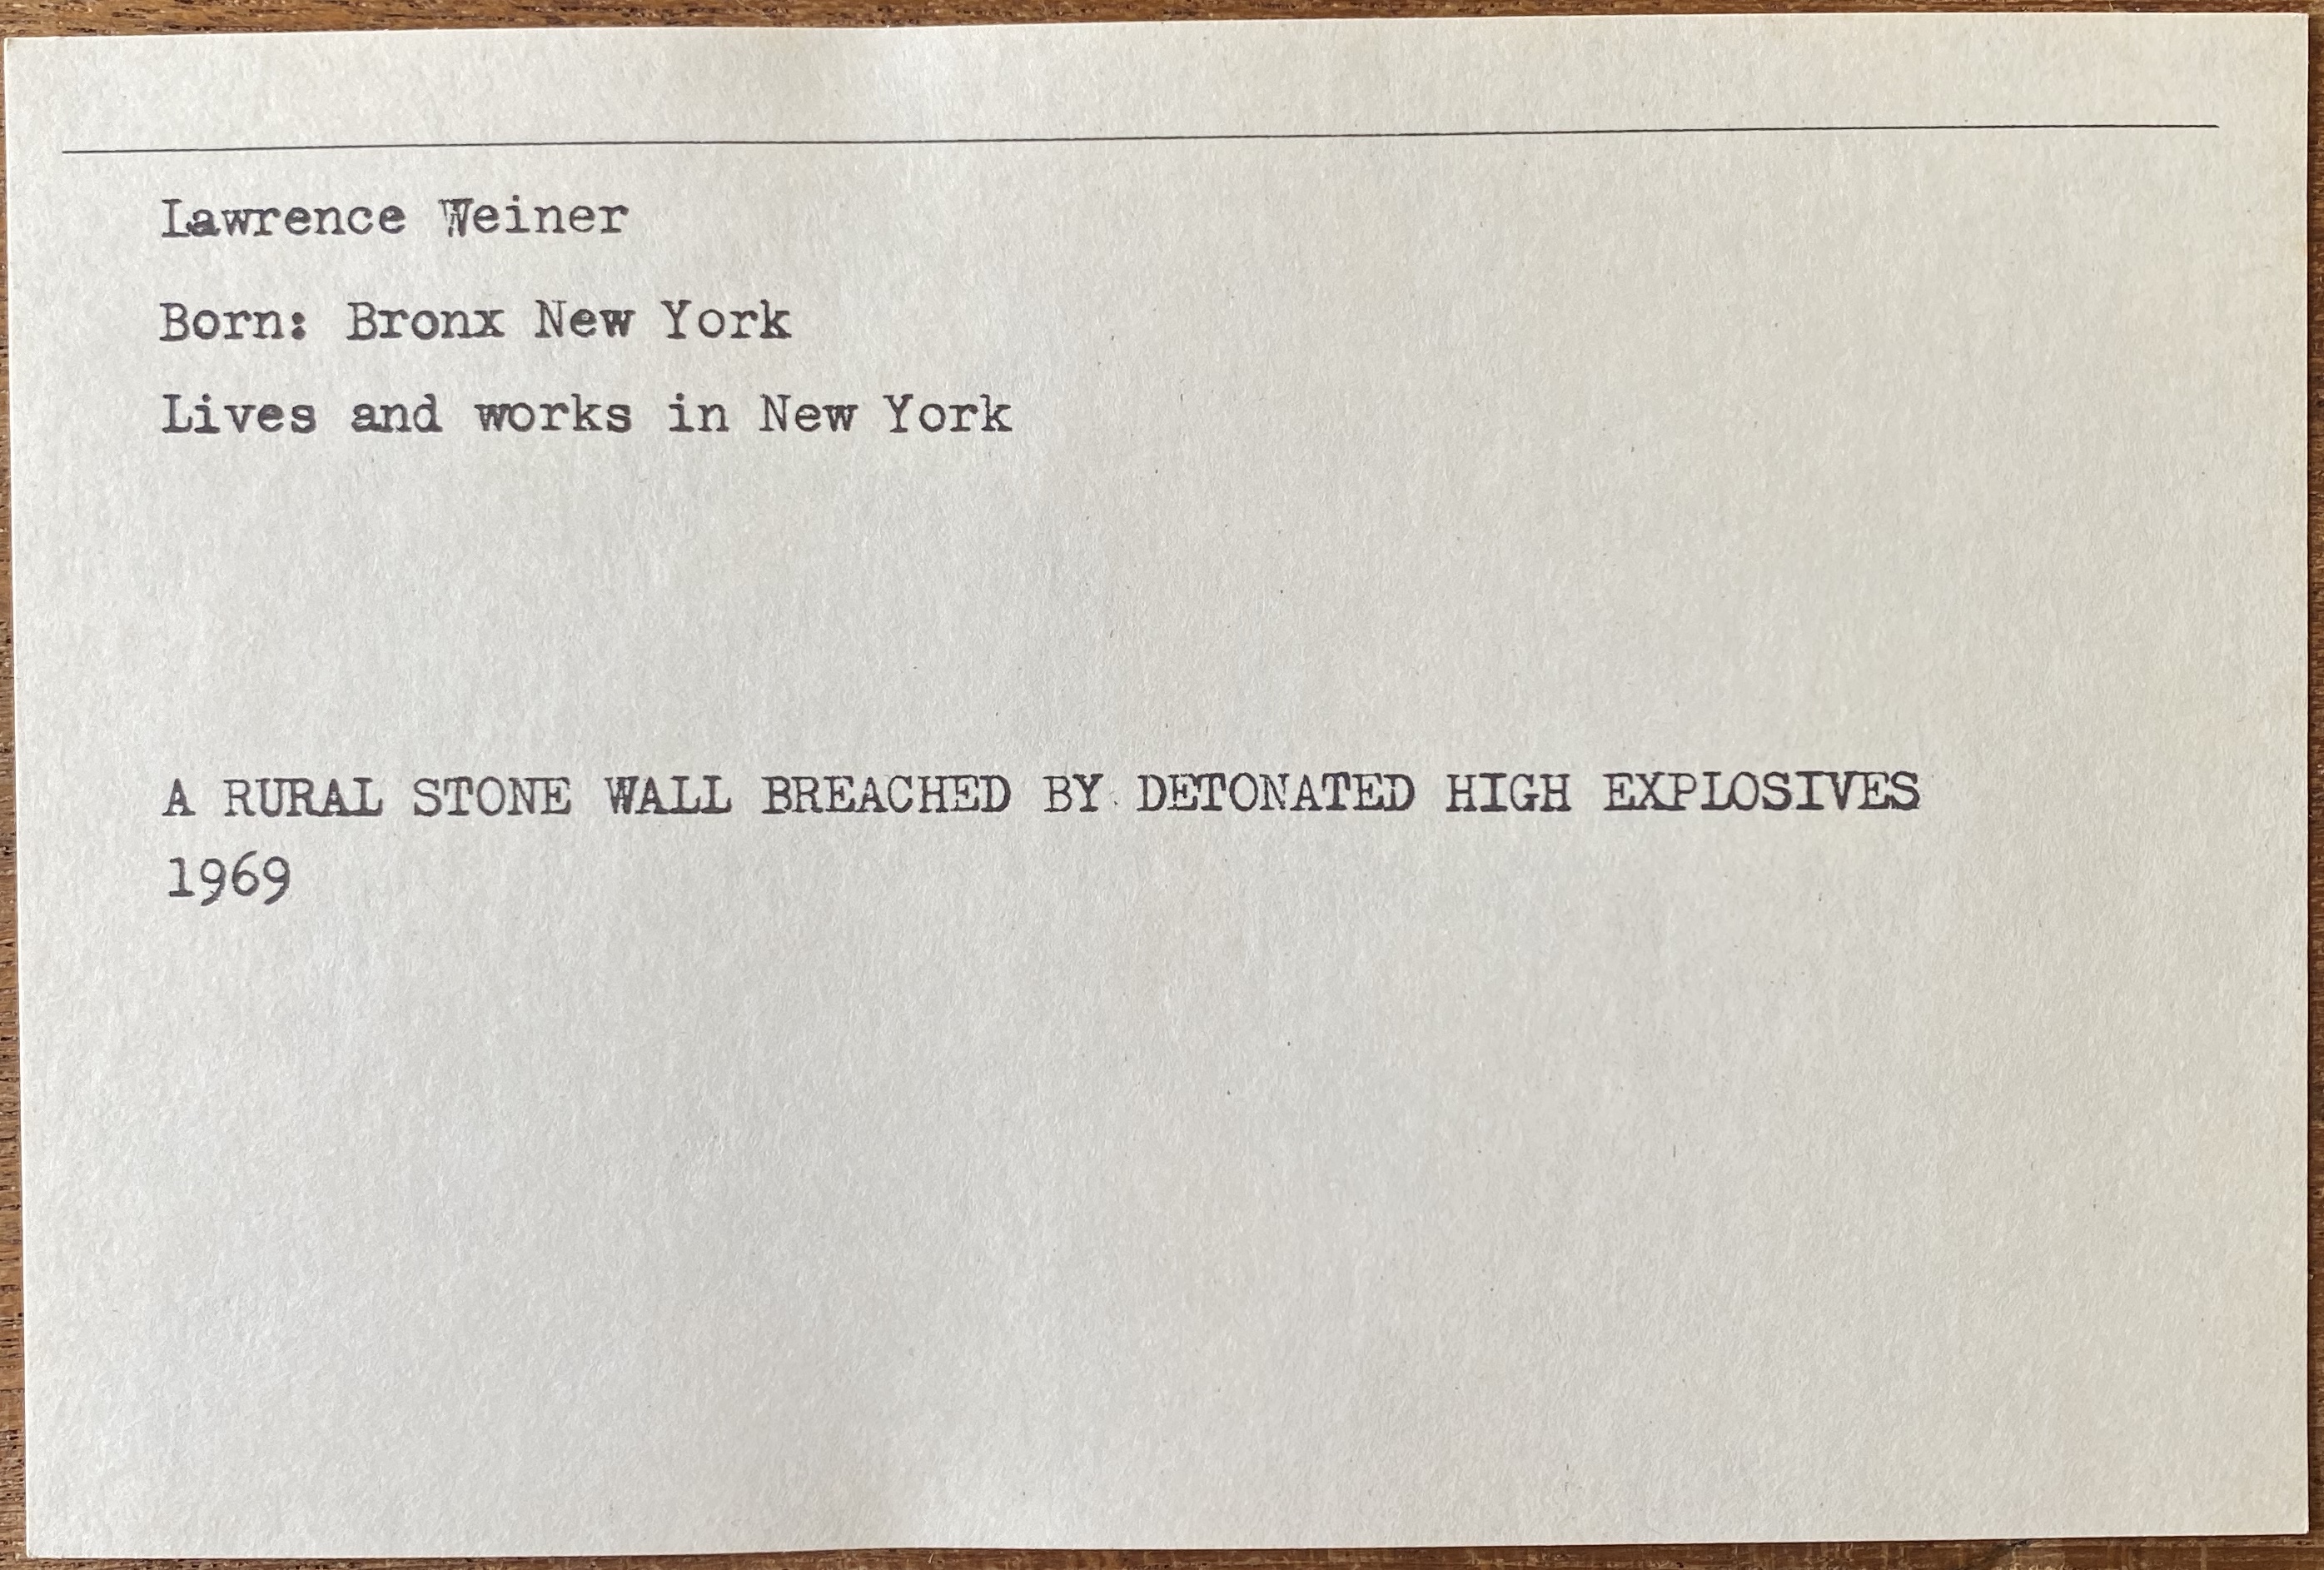 Lawrence Weiner
Born: Bronx New York
Lives and works in New York
A RURAL STONE WALL BREACHED BY DETONATED HIGH EXPLOSIVES
1969